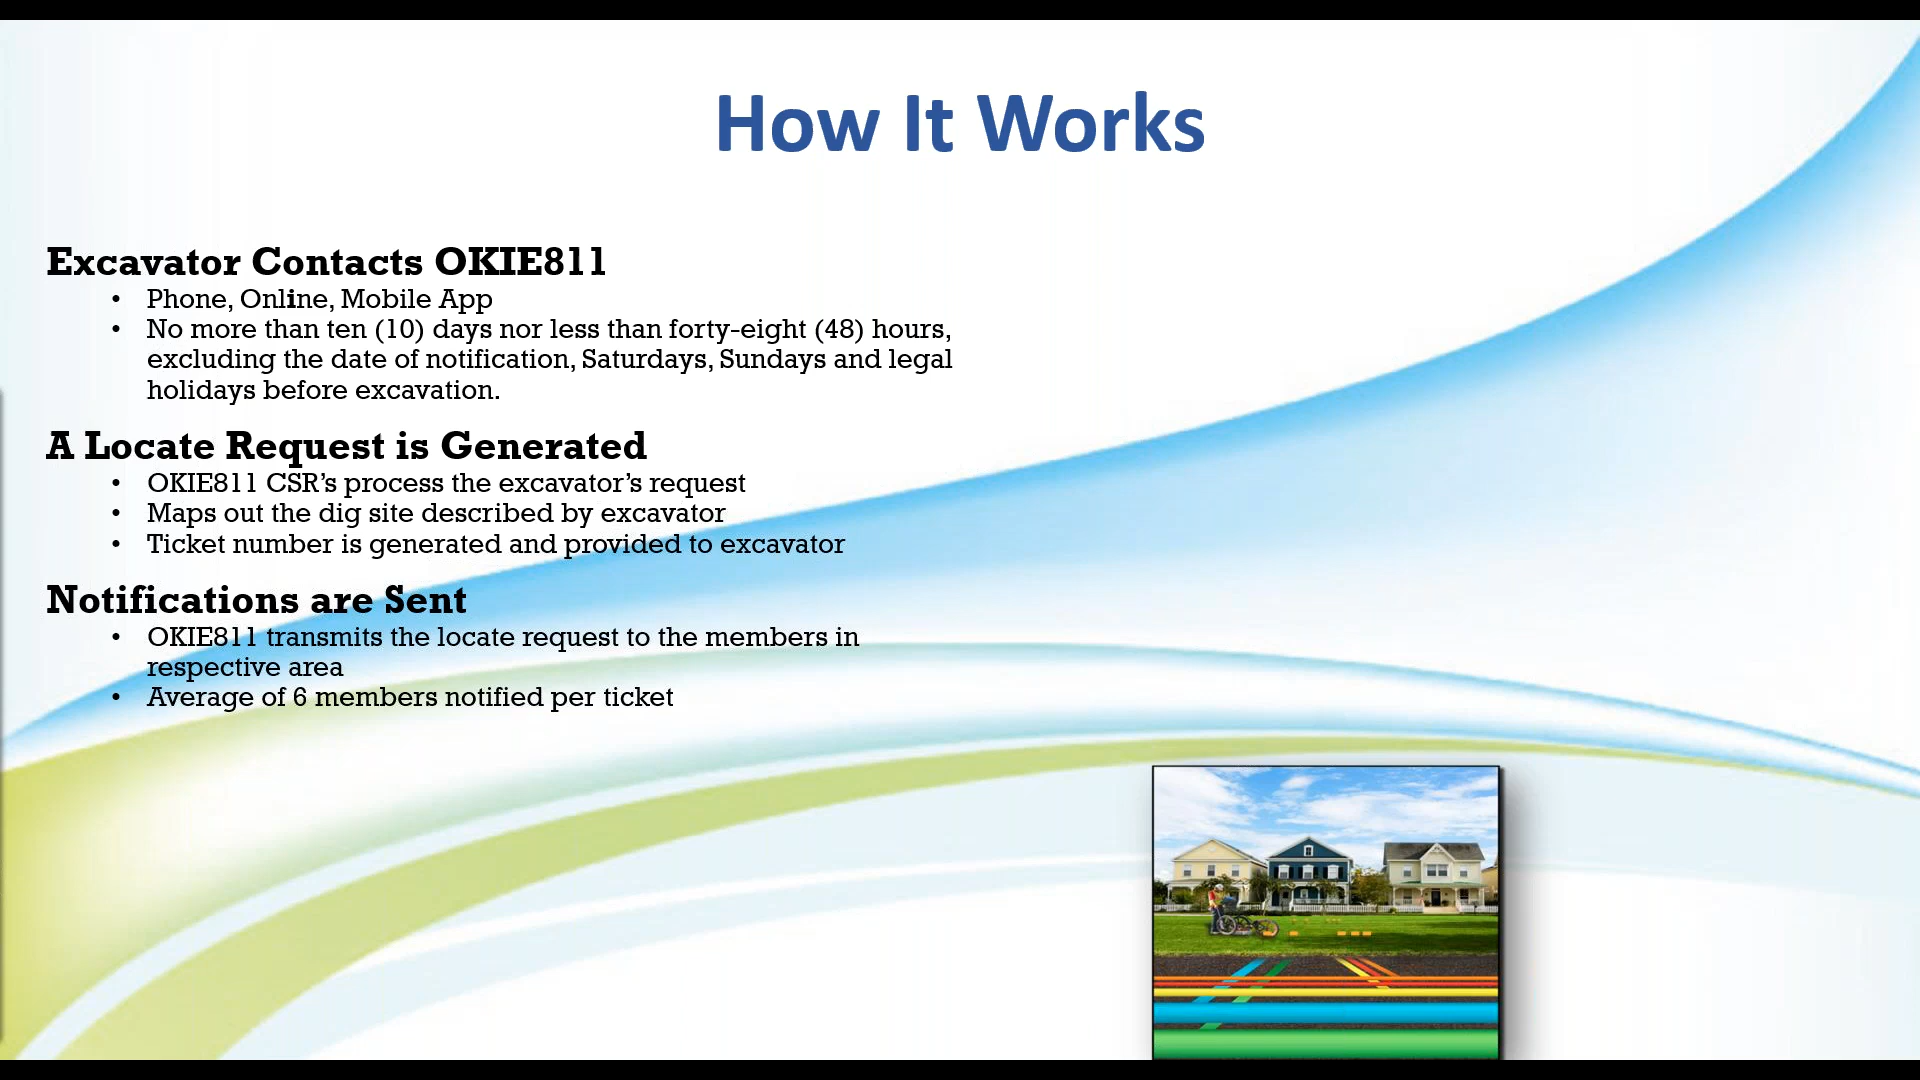 How It Works
Excavator Contacts OKIE811
• Phone, Online, Mobile App
• No more than ten (10) days nor less than forty-eight (48) hours,
excluding the date of notification, Saturdays, Sundays and legal
holidays before excavation.
A Locate Request is Generated
• OKIE811 CSR’s process the excavator’s request
• Maps out the dig site described by excavator
• Ticket number is generated and provided to excavator
Notifications are Sent
• OKIE811 transmits the locate request to the members in
respective area
• Average of 6 members notified per ticket